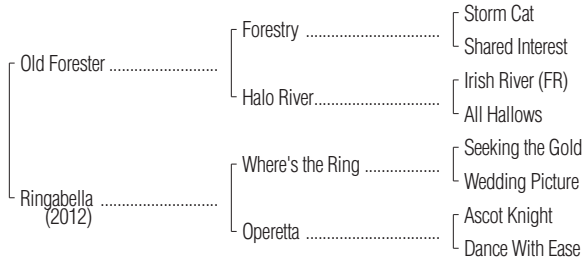 Storm Cat
Forestry
Shared Interest
Old Forester
Irish River (FR)
Halo River
All Hallows
Seeking the Gold
Where's the Ring
Wedding Picture
Ringabella
(2012)
Ascot Knight
Operetta
Dance With Ease